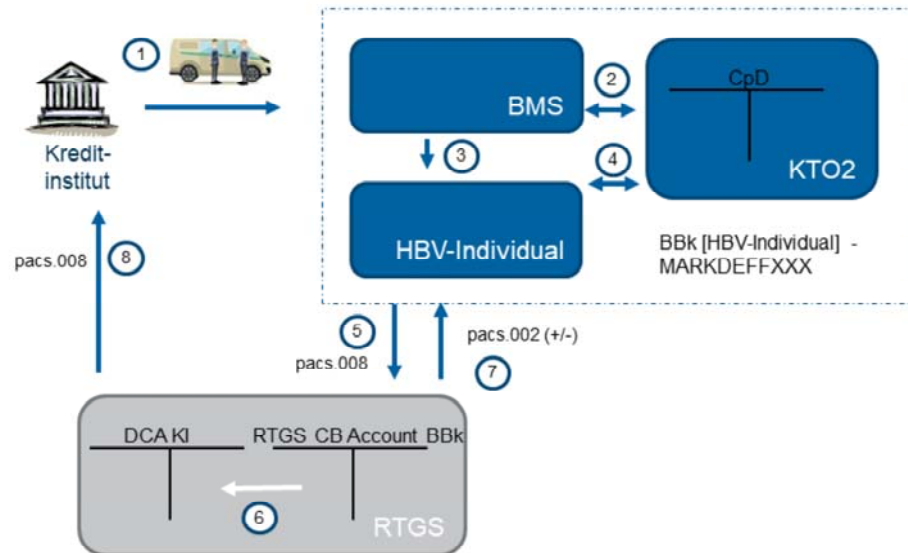 1
Kredit-
institut
BMS
2
CpD
KTO2
3
4
HBV-Individual
BBk [HBV-Individual] -
MARKDEFFXXX
pacs.008
8
5
pacs.008
pacs.002 (+/-)
7
DCA KI
RTGS CB Account BBk
6
RTGS